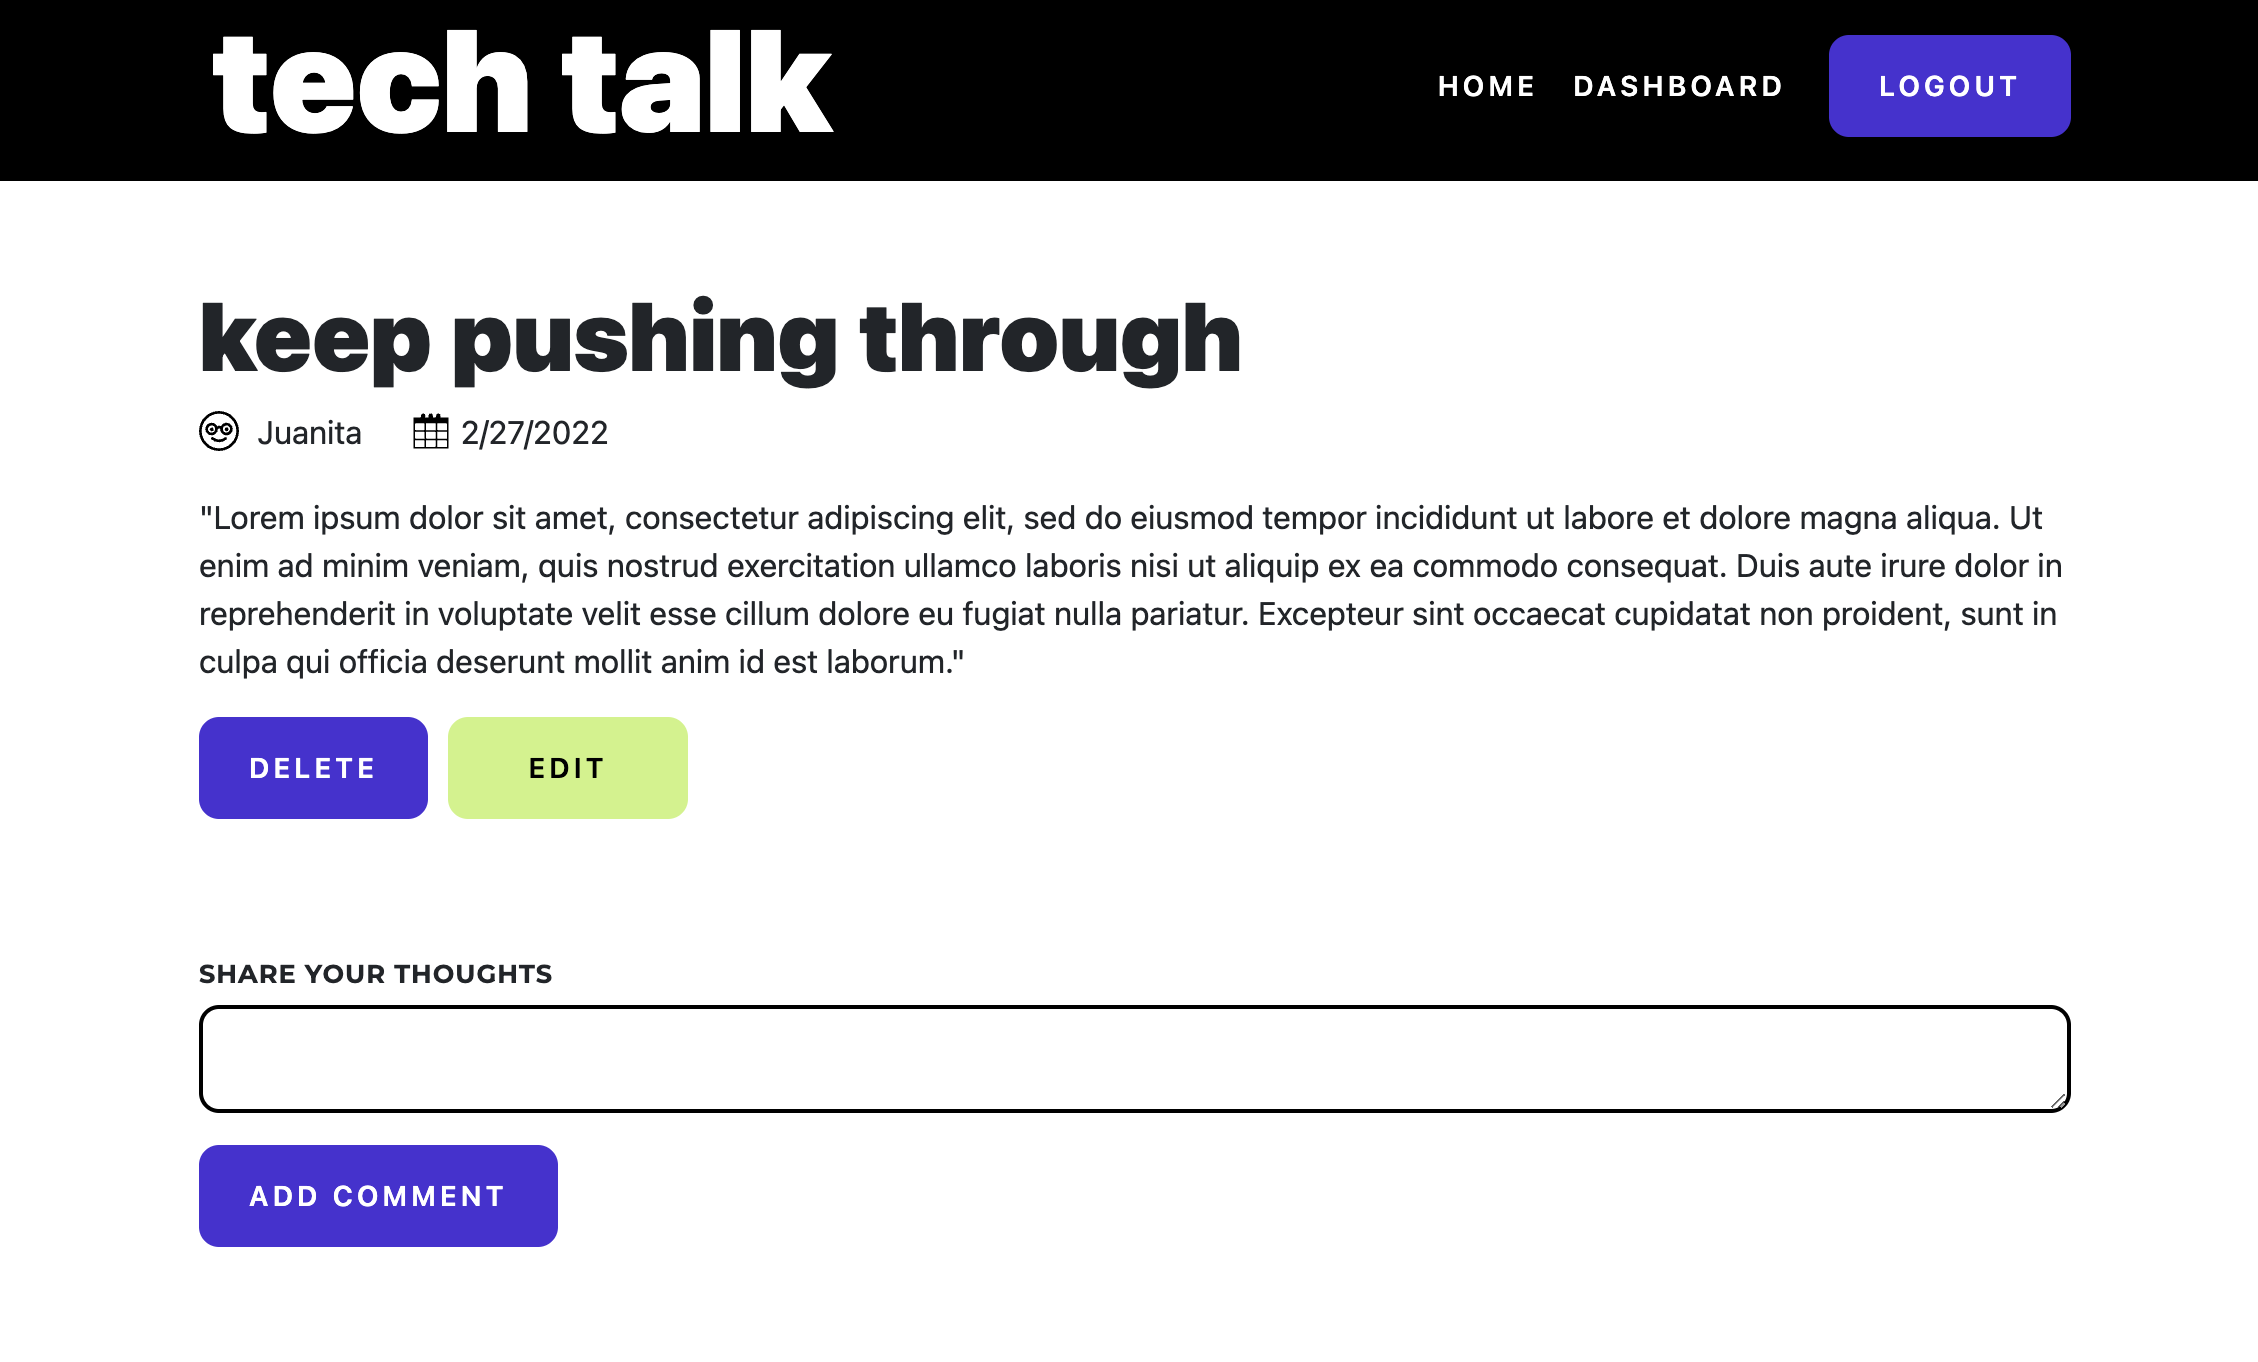 tech talk
HOME DASHBOARD LOGOUT
keep pushing through
Juanita 2/27/2022
"Lorem ipsum dolor sit amet, consectetur adipiscing elit, sed do eiusmod tempor incididunt ut labore et dolore magna aliqua. Ut
enim ad minim veniam, quis nostrud exercitation ullamco laboris nisi ut aliquip ex ea commodo consequat. Duis aute irure dolor in
reprehenderit in voluptate velit esse cillum dolore eu fugiat nulla pariatur. Excepteur sint occaecat cupidatat non proident, sunt in
culpa qui officia deserunt mollit anim id est laborum."
DELETE EDIT
SHARE YOUR THOUGHTS
ADD COMMENT